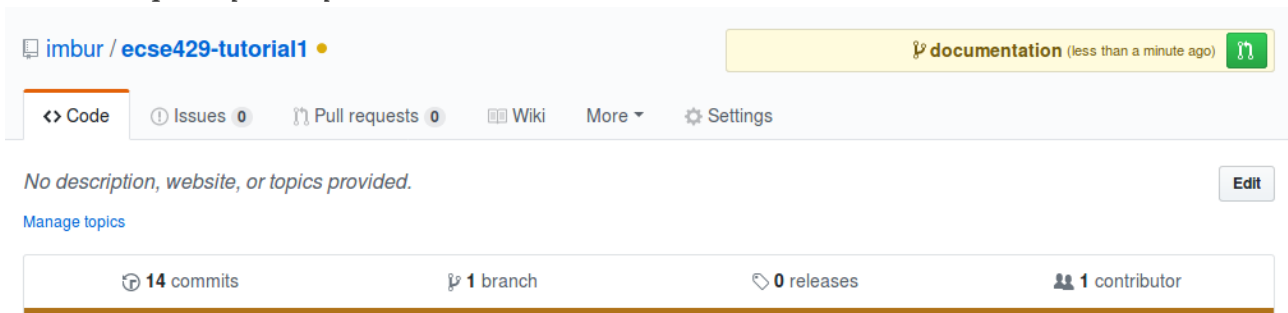 imbur / ecse429-tutorial1
documentation (less than a minute ago)
Code Issues 0 Pull requests 0 Wiki More Settings
No description, website, or topics provided.
Edit
Manage topics
14 commits 1 branch 0 releases 1 contributor